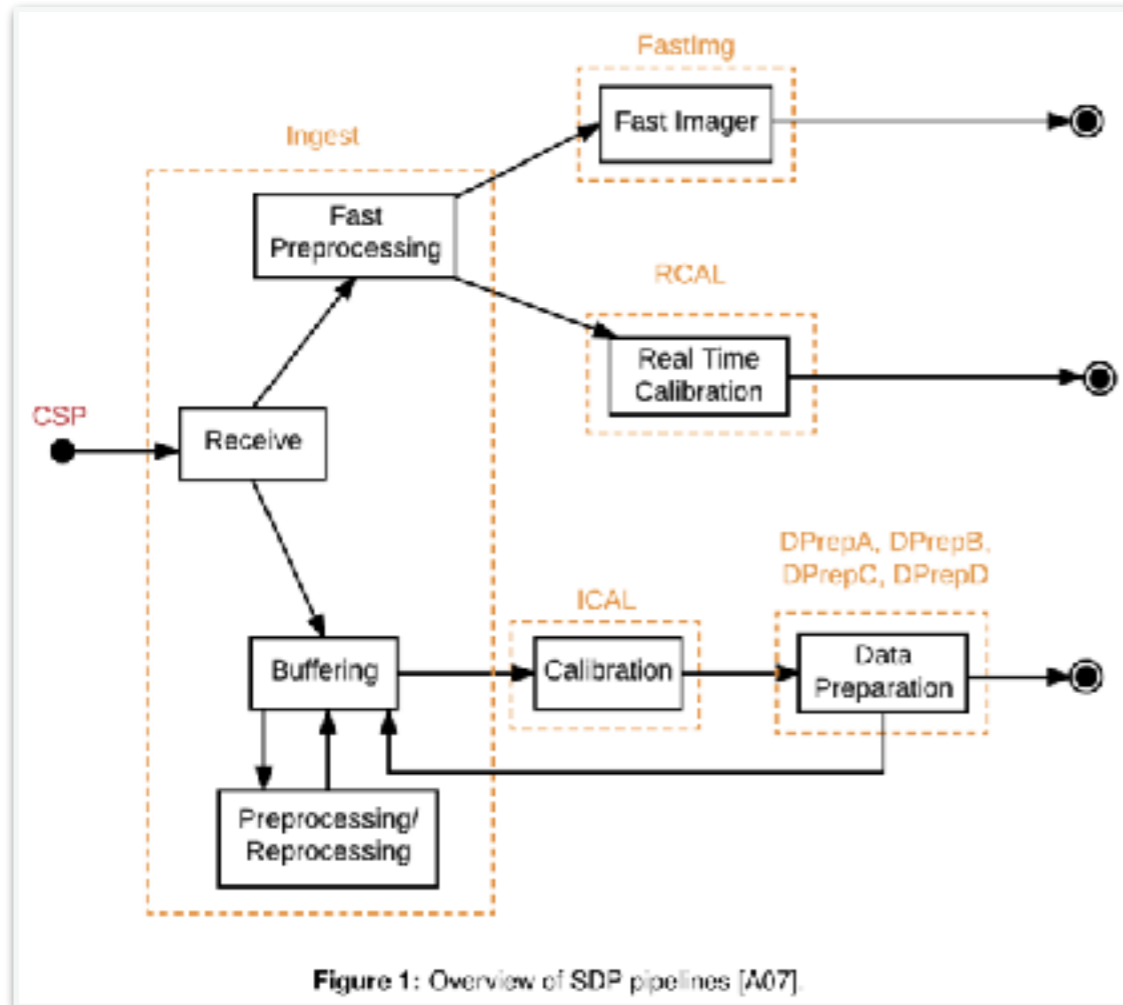 FastImg
Fast Imager
Ingest
Fast
Preprocessing
RCAL
Real Time
Calibration
CSP
Receive
DPrepA, DPrepB,
DPrepC, DPrepD
ICAL
Buffering
Calibration
Data
Preparation
Preprocessing/
Reprocessing
Figure 1: Overview of SDP pipelines [A07].